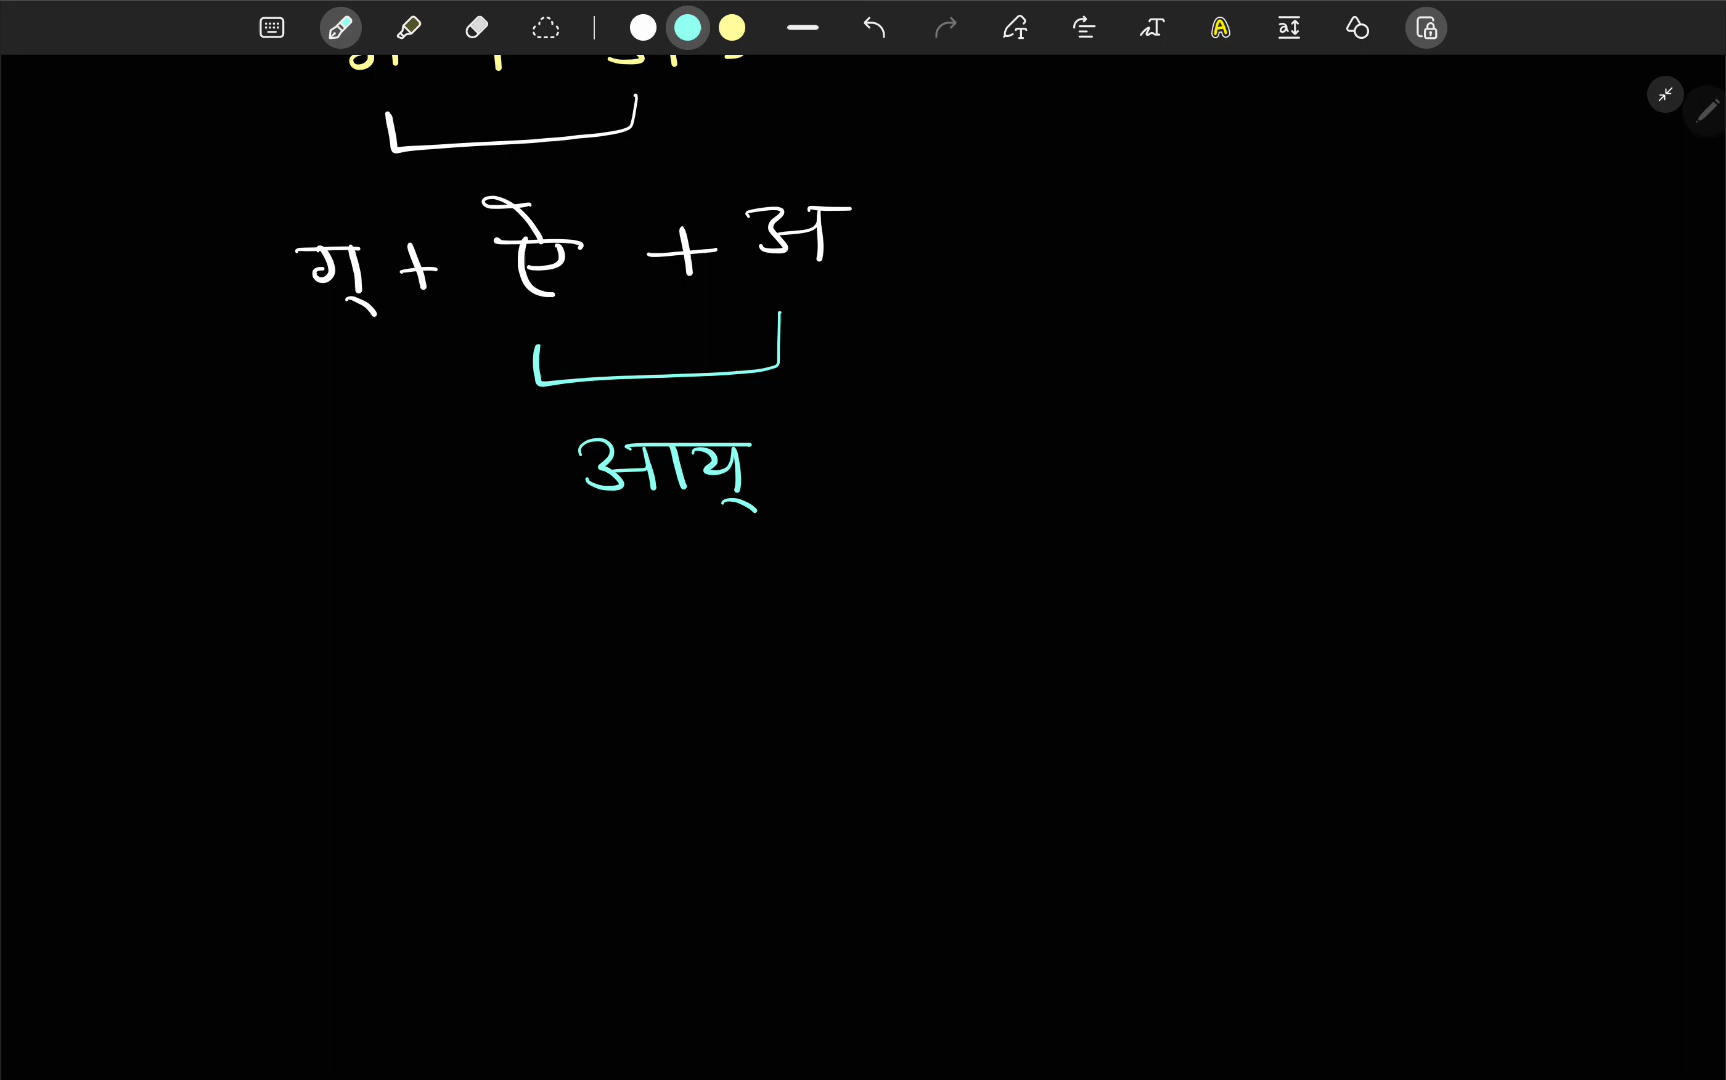 ग् + ऐ + अ
आय्